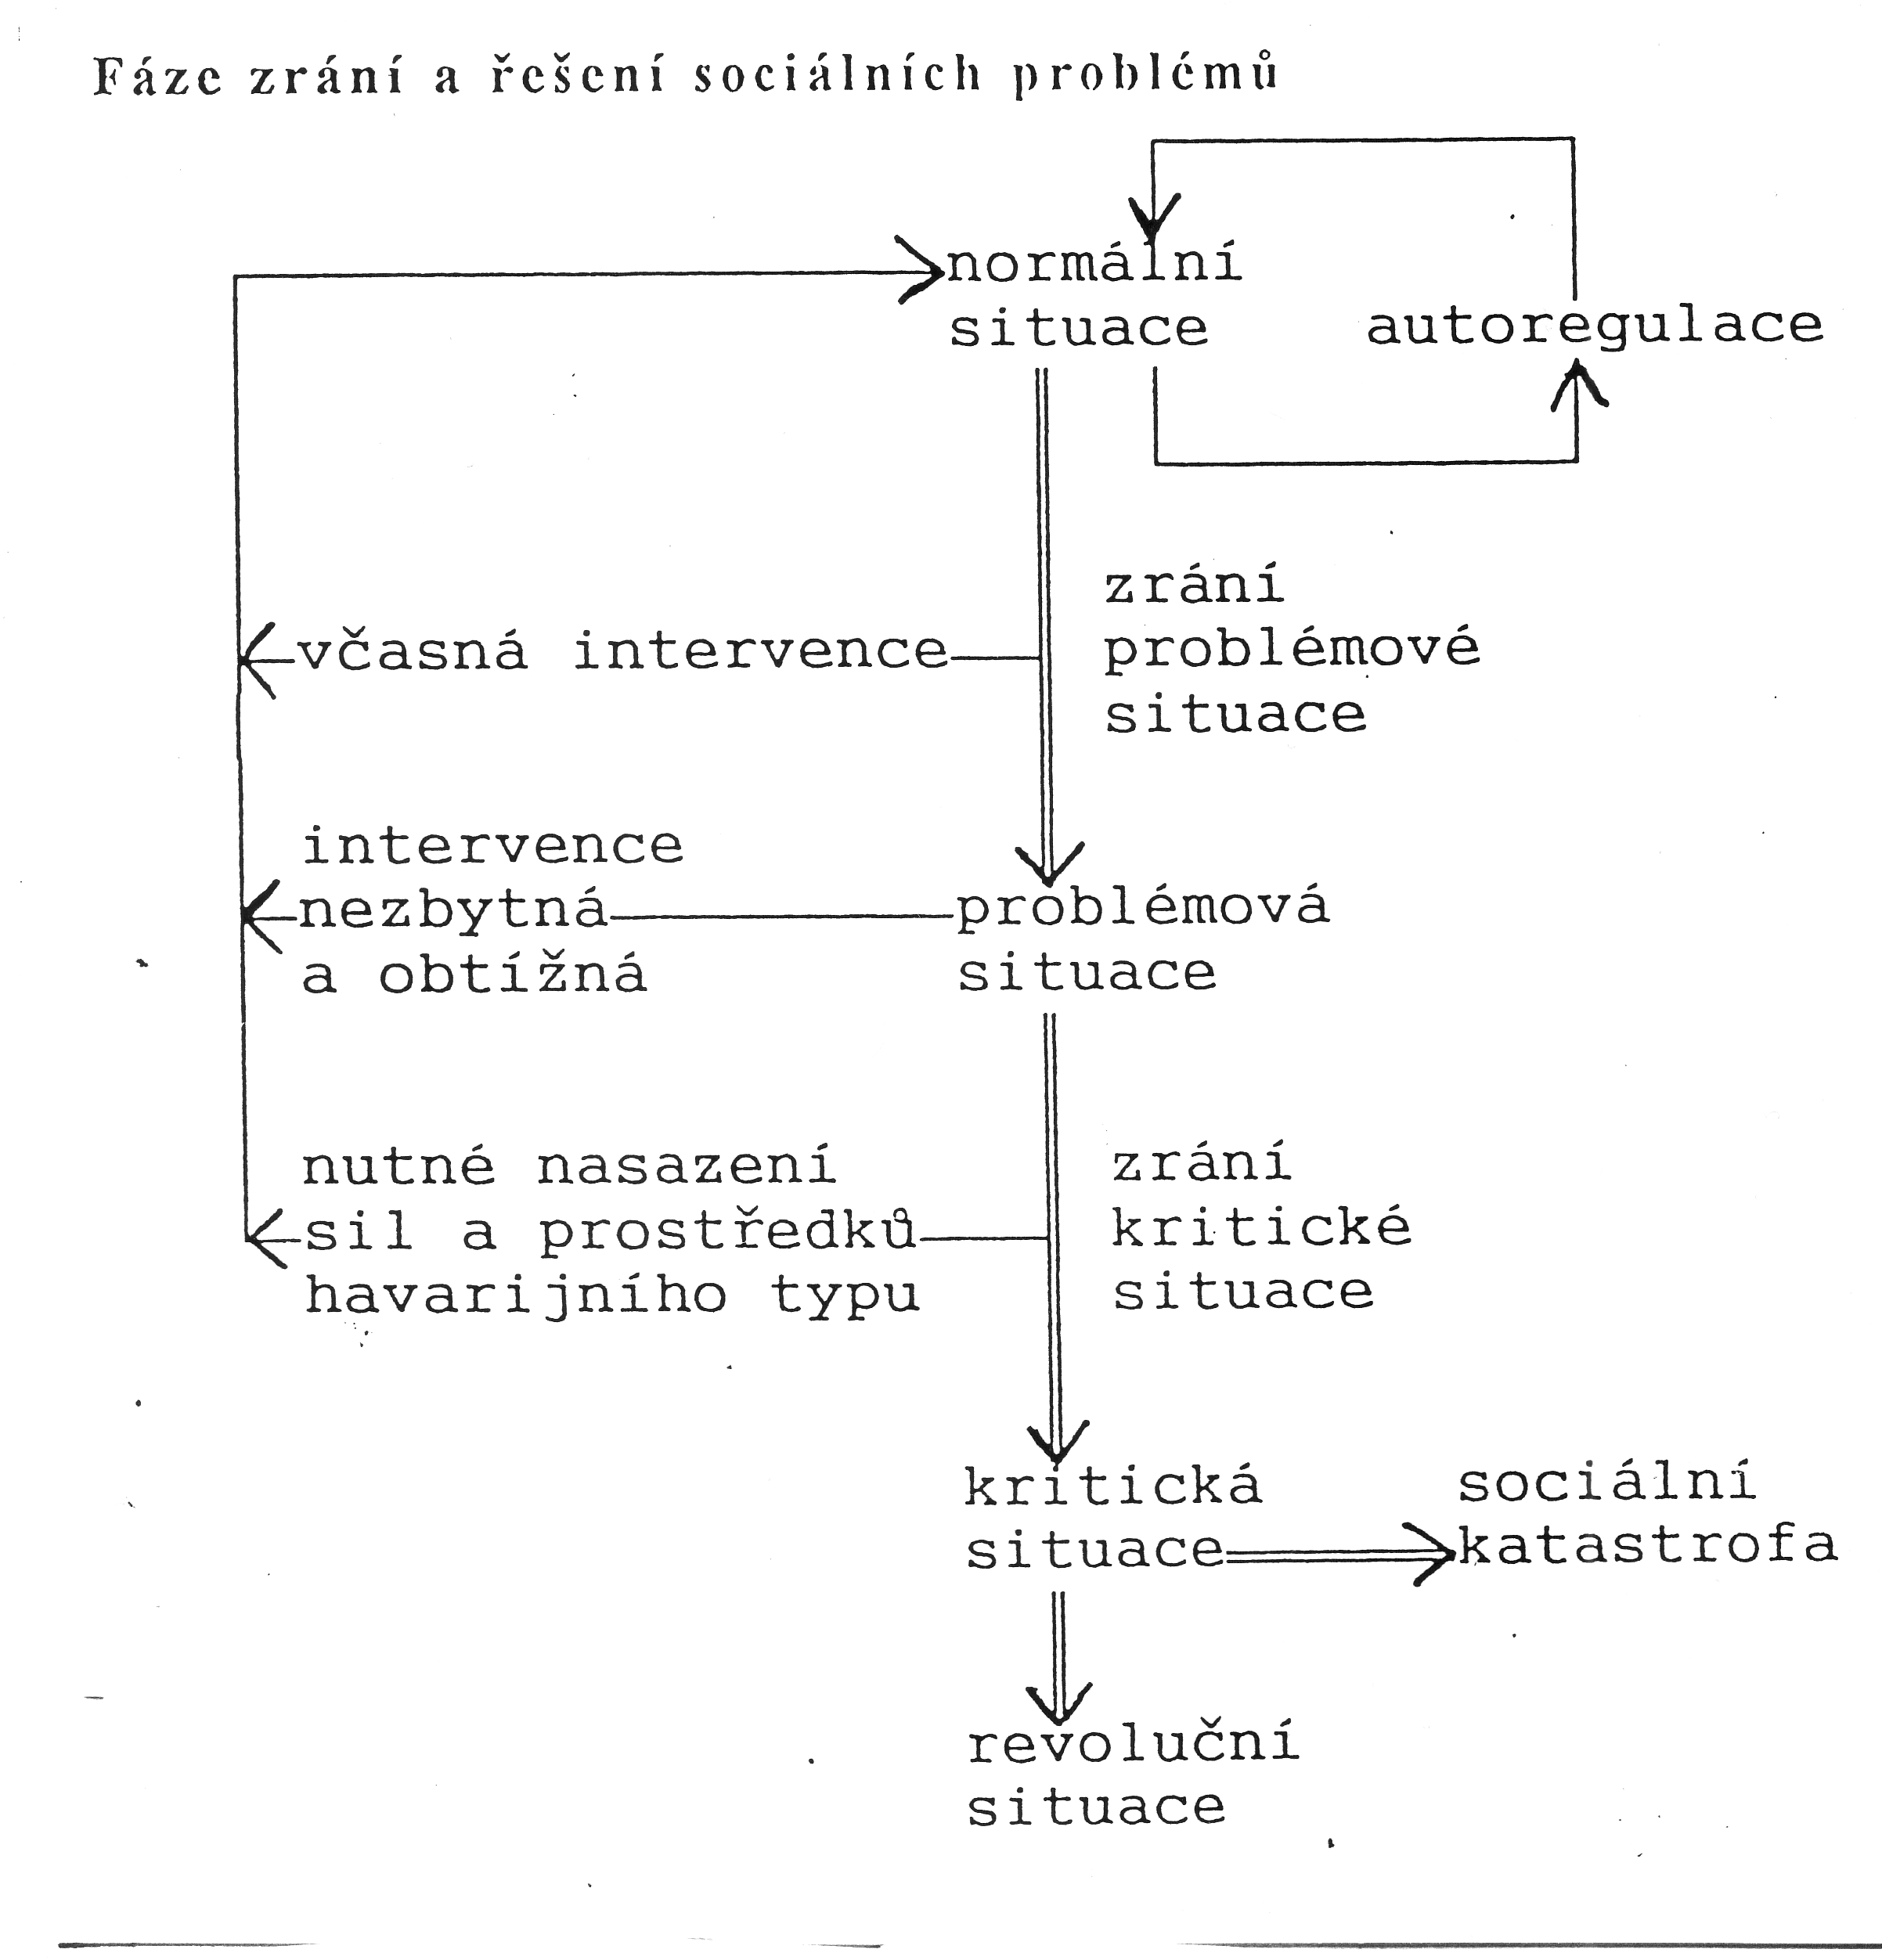 Fáze zrání a řešení sociálních problémů
normální
situace
autoregulace
zrání
problémové
situace
včasná intervence
intervence
nezbytná
a obtížná
problémová
situace
nutné nasazení
sil a prostředků
havarijního typu
zrání
kritické
situace
kritická
situace
sociální
katastrofa
revoluční
situace